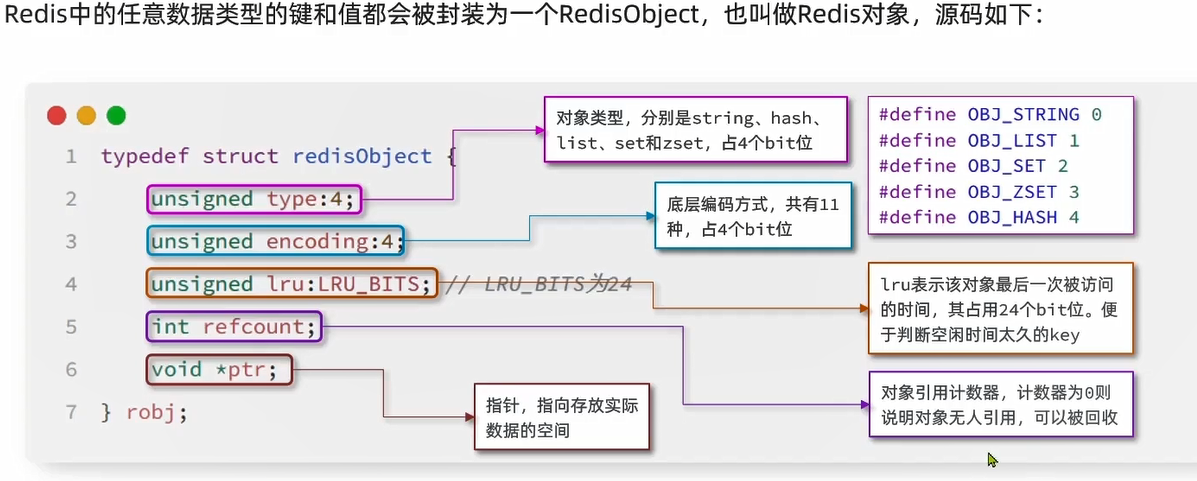 Redis中的任意数据类型的键和值都会被封装为一个RedisObject，也叫做Redis对象，源码如下：
1 typedef struct redisObject {
2 unsigned type:4;
3 unsigned encoding:4;
4 unsigned lru:LRU_BITS; // LRU_BITS为24
5 int refcount;
6 void *ptr;
7 } robj;
对象类型，分别是string、hash、
list、set和zset，占4个bit位
底层编码方式，共有11
种，占4个bit位
#define OBJ_STRING 0
#define OBJ_LIST 1
#define OBJ_SET 2
#define OBJ_ZSET 3
#define OBJ_HASH 4
lru表示该对象最后一次被访问
的时间，其占用24个bit位。便
于判断空闲时间太久的key
对象引用计数器，计数器为0则
说明对象无人引用，可以被回收
指针，指向存放实际
数据的空间